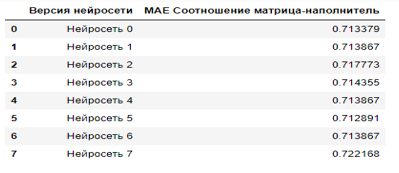 Версия нейросети MAE Соотношение матрица-наполнитель
0 Нейросеть 0 0.713379
1 Нейросеть 1 0.713867
2 Нейросеть 2 0.717773
3 Нейросеть 3 0.714355
4 Нейросеть 4 0.713867
5 Нейросеть 5 0.712891
6 Нейросеть 6 0.713867
7 Нейросеть 7 0.722168